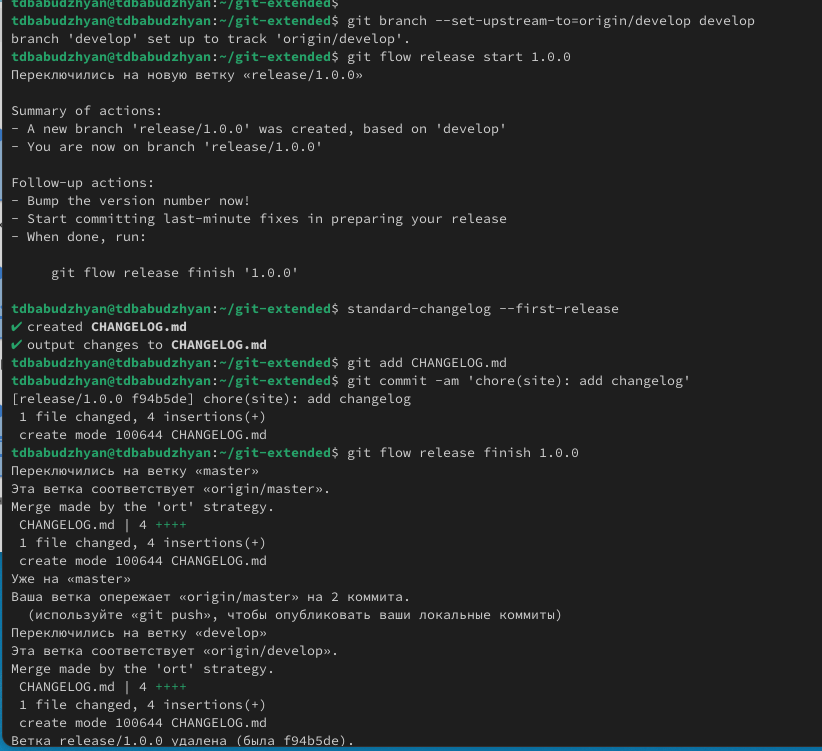 tdbabudzhyan@tdbabudzhyan:~/git-extended$
tdbabudzhyan@tdbabudzhyan:~/git-extended$ git branch --set-upstream-to=origin/develop develop
branch 'develop' set up to track 'origin/develop'.
tdbabudzhyan@tdbabudzhyan:~/git-extended$ git flow release start 1.0.0
Переключились на новую ветку «release/1.0.0»
Summary of actions:
- A new branch 'release/1.0.0' was created, based on 'develop'
- You are now on branch 'release/1.0.0'
Follow-up actions:
- Bump the version number now!
- Start committing last-minute fixes in preparing your release
- When done, run:
git flow release finish '1.0.0'
tdbabudzhyan@tdbabudzhyan:~/git-extended$ standard-changelog --first-release
✔ created CHANGELOG.md
✔ output changes to CHANGELOG.md
tdbabudzhyan@tdbabudzhyan:~/git-extended$ git add CHANGELOG.md
tdbabudzhyan@tdbabudzhyan:~/git-extended$ git commit -am 'chore(site): add changelog'
[release/1.0.0 f94b5de] chore(site): add changelog
1 file changed, 4 insertions(+)
create mode 100644 CHANGELOG.md
tdbabudzhyan@tdbabudzhyan:~/git-extended$ git flow release finish 1.0.0
Переключились на ветку «master»
Эта ветка соответствует «origin/master».
Merge made by the 'ort' strategy.
CHANGELOG.md | 4 ++++
1 file changed, 4 insertions(+)
create mode 100644 CHANGELOG.md
Уже на «master»
Ваша ветка опережает «origin/master» на 2 коммита.
(используйте «git push», чтобы опубликовать ваши локальные коммиты)
Переключились на ветку «develop»
Эта ветка соответствует «origin/develop».
Merge made by the 'ort' strategy.
CHANGELOG.md | 4 ++++
1 file changed, 4 insertions(+)
create mode 100644 CHANGELOG.md
Ветка release/1.0.0 удалена (была f94b5de).